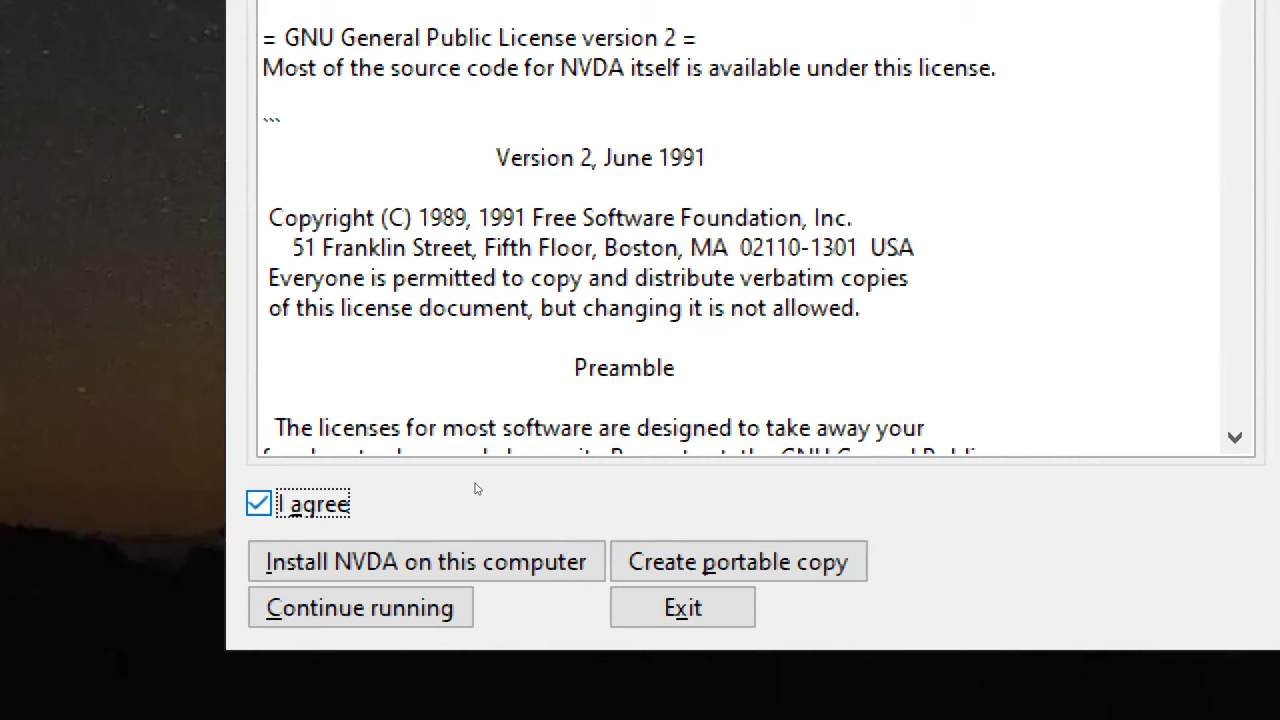 = GNU General Public License version 2 =
Most of the source code for NVDA itself is available under this license.
```
Version 2, June 1991
Copyright (C) 1989, 1991 Free Software Foundation, Inc.
51 Franklin Street, Fifth Floor, Boston, MA  02110-1301  USA
Everyone is permitted to copy and distribute verbatim copies
of this license document, but changing it is not allowed.
Preamble
The licenses for most software are designed to take away your
I agree
Install NVDA on this computer
Create portable copy
Continue running
Exit